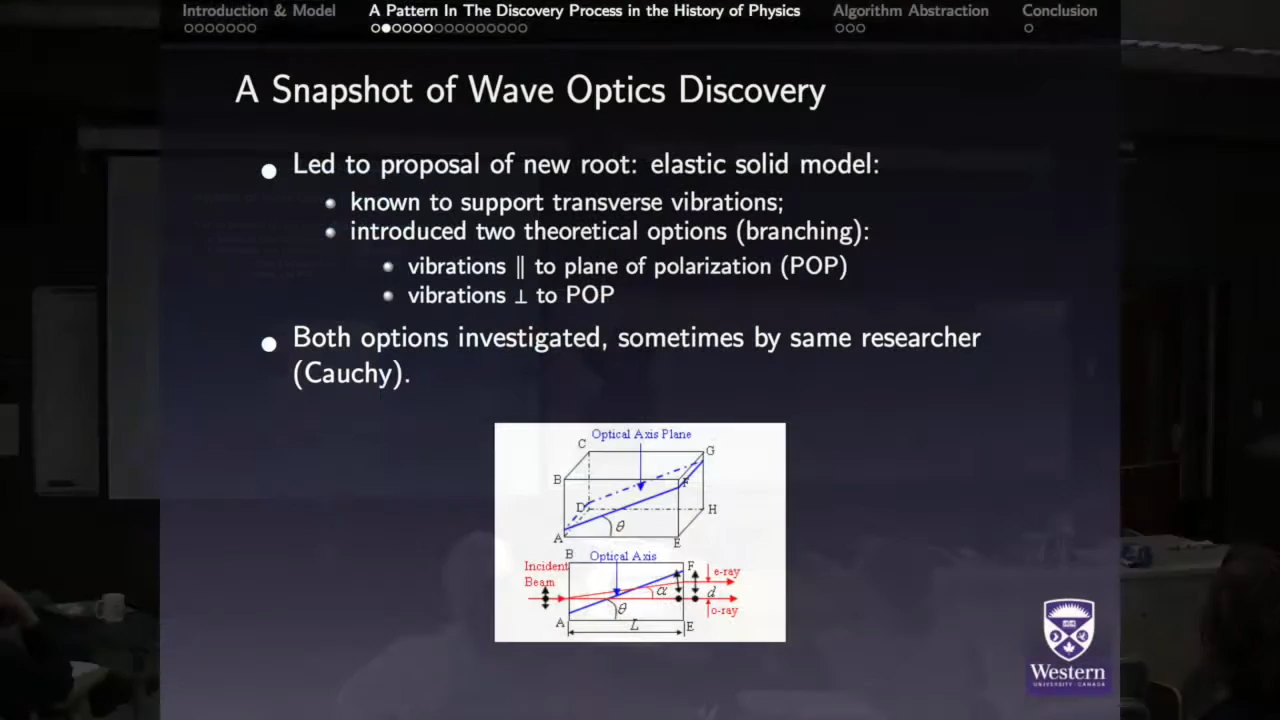 Introduction & Model A Pattern In The Discovery Process in the History of Physics Algorithm Abstraction Conclusion
A Snapshot of Wave Optics Discovery
Led to proposal of new root: elastic solid model:
known to support transverse vibrations;
introduced two theoretical options (branching):
vibrations ∥ to plane of polarization (POP)
vibrations ⊥ to POP
Both options investigated, sometimes by same researcher
(Cauchy).
Optical Axis Plane
C
G
B
F
D
H
θ
A
E
B
Optical Axis
Incident
Beam
F
e-ray
α
d
θ
o-ray
A
L
E
Western
UNIVERSITY · CANADA